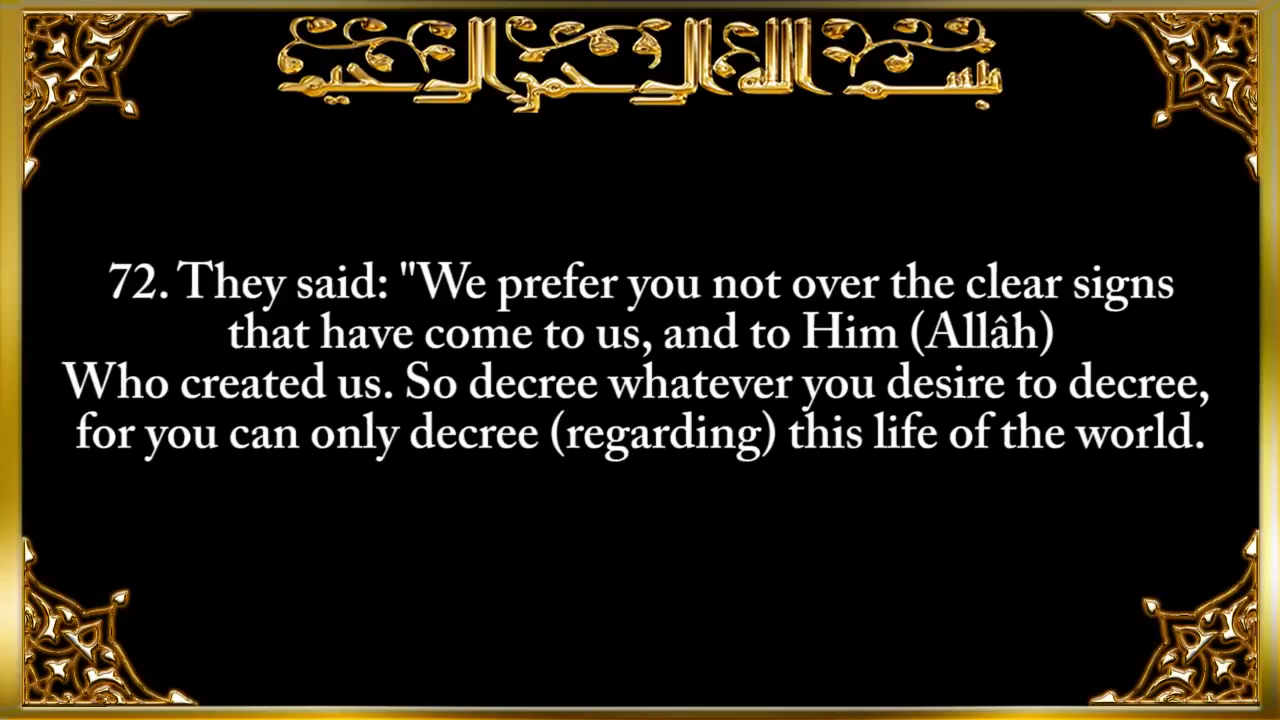 بسم الله الرحمن الرحيم
72. They said: "We prefer you not over the clear signs
that have come to us, and to Him (Allâh)
Who created us. So decree whatever you desire to decree,
for you can only decree (regarding) this life of the world.